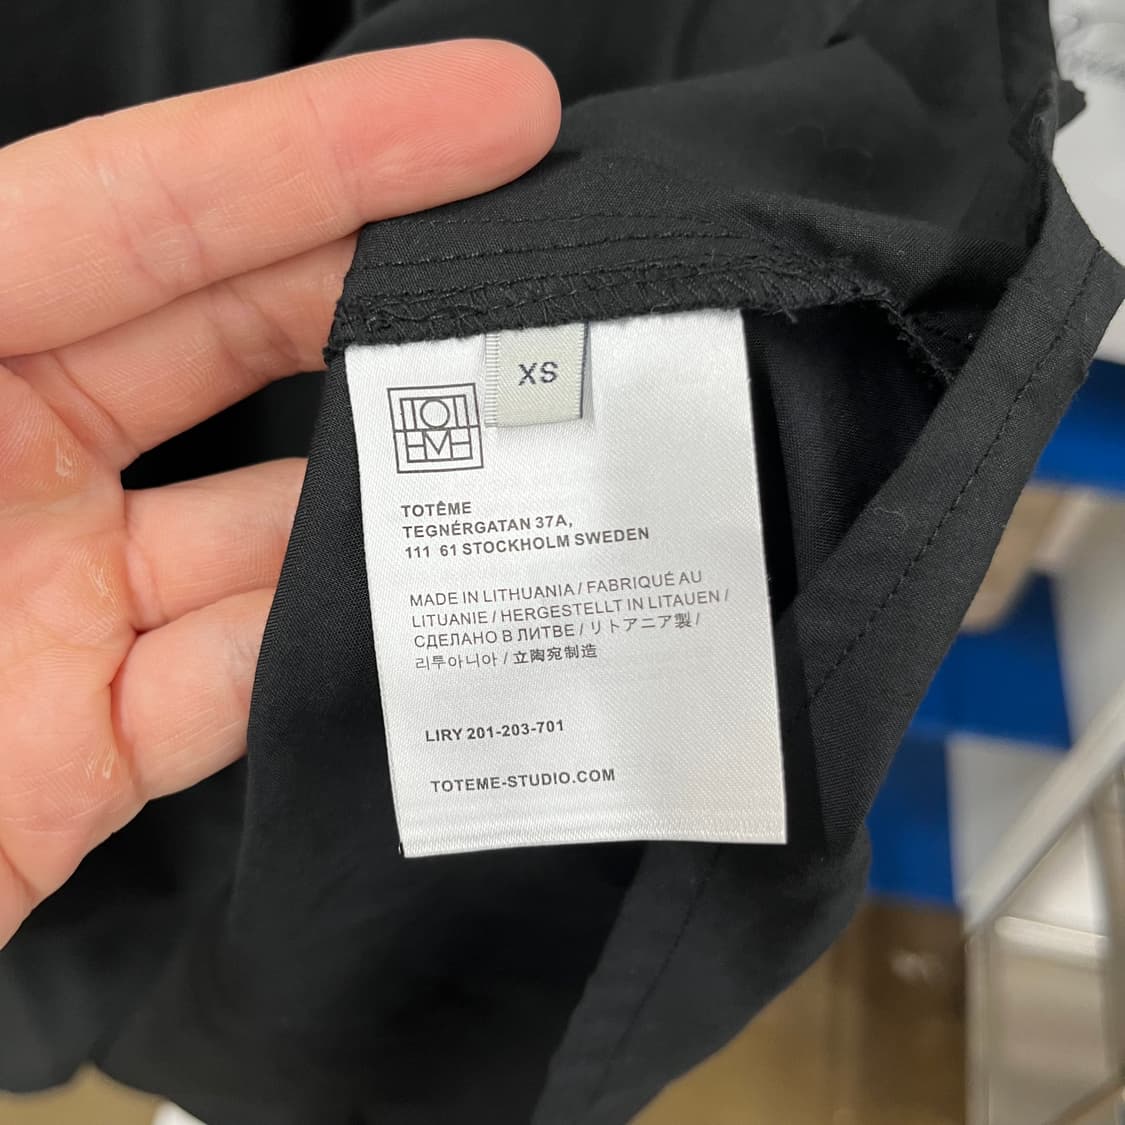 XS
TOTÊME
TOTÊME
TEGNÉRGATAN 37A,
111 61 STOCKHOLM SWEDEN
MADE IN LITHUANIA / FABRIQUÉ AU
LITUANIE / HERGESTELLT IN LITAUEN /
СДЕЛАНО В ЛИТВЕ / リトアニア製 /
리투아니아 / 立陶宛制造
LIRY 201-203-701
TOTEME-STUDIO.COM